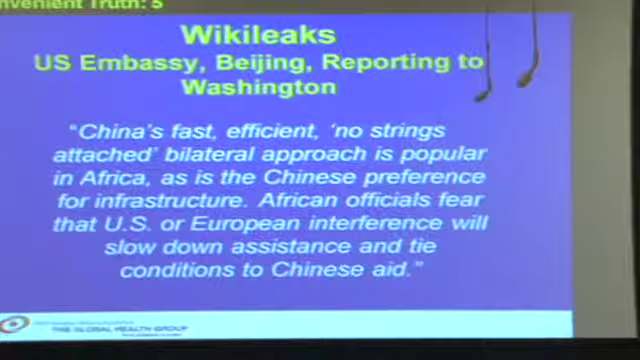 nvenient Truth: 5
Wikileaks
US Embassy, Beijing, Reporting to
Washington
“China’s fast, efficient, ‘no strings
attached’ bilateral approach is popular
in Africa, as is the Chinese preference
for infrastructure. African officials fear
that U.S. or European interference will
slow down assistance and tie
conditions to Chinese aid.”
THE GLOBAL HEALTH GROUP